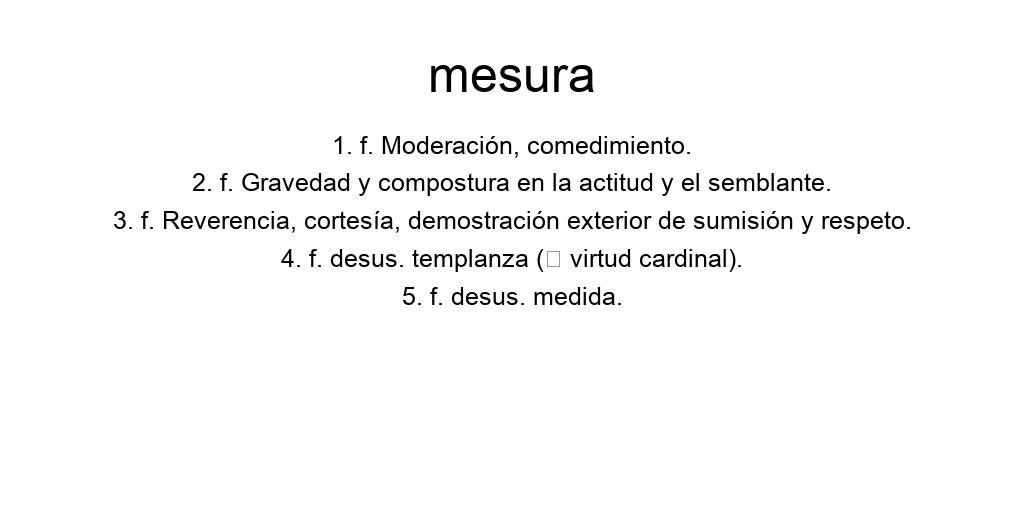 mesura
1. f. Moderación, comedimiento.
2. f. Gravedad y compostura en la actitud y el semblante.
3. f. Reverencia, cortesía, demostración exterior de sumisión y respeto.
4. f. desus. templanza (□ virtud cardinal).
5. f. desus. medida.